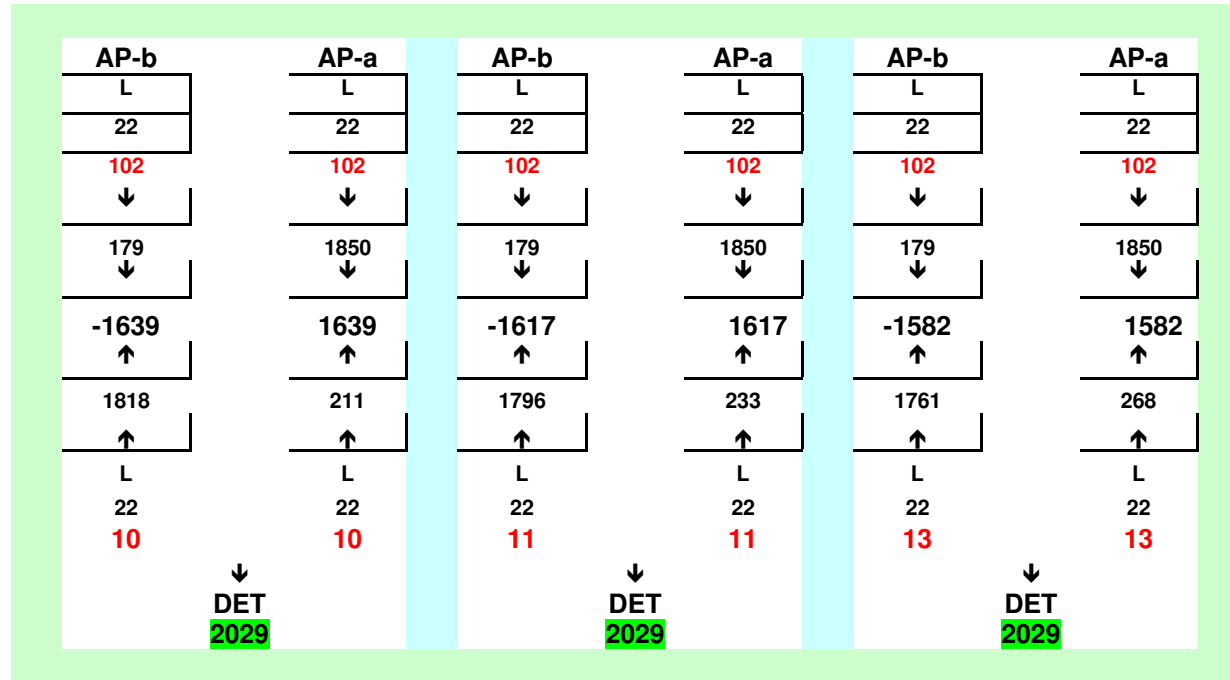 AP-b AP-a AP-b AP-a AP-b AP-a
L L L L L L
22 22 22 22 22 22
102 102 102 102 102 102
↓ ↓ ↓ ↓ ↓ ↓
179 1850 179 1850 179 1850
↓ ↓ ↓ ↓ ↓ ↓
-1639 1639 -1617 1617 -1582 1582
↑ ↑ ↑ ↑ ↑ ↑
1818 211 1796 233 1761 268
↑ ↑ ↑ ↑ ↑ ↑
L L L L L L
22 22 22 22 22 22
10 10 11 11 13 13
↓ ↓ ↓
DET DET DET
2029 2029 2029